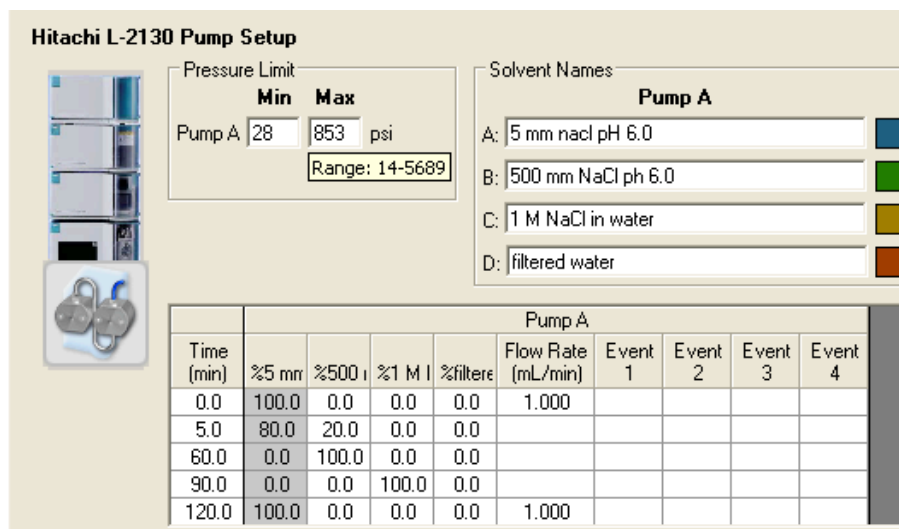 Hitachi L-2130 Pump Setup
Pressure Limit
Min Max
Pump A 28 853 psi
Range: 14-5689
Solvent Names
Pump A
A: 5 mm nacl pH 6.0
B: 500 mm NaCl ph 6.0
C: 1 M NaCl in water
D: filtered water
Pump A
Time (min) %5 mm %500 %1 M %filtere Flow Rate (mL/min) Event 1 Event 2 Event 3 Event 4
0.0 100.0 0.0 0.0 0.0 1.000
5.0 80.0 20.0 0.0 0.0
60.0 0.0 100.0 0.0 0.0
90.0 0.0 0.0 100.0 0.0
120.0 100.0 0.0 0.0 0.0 1.000